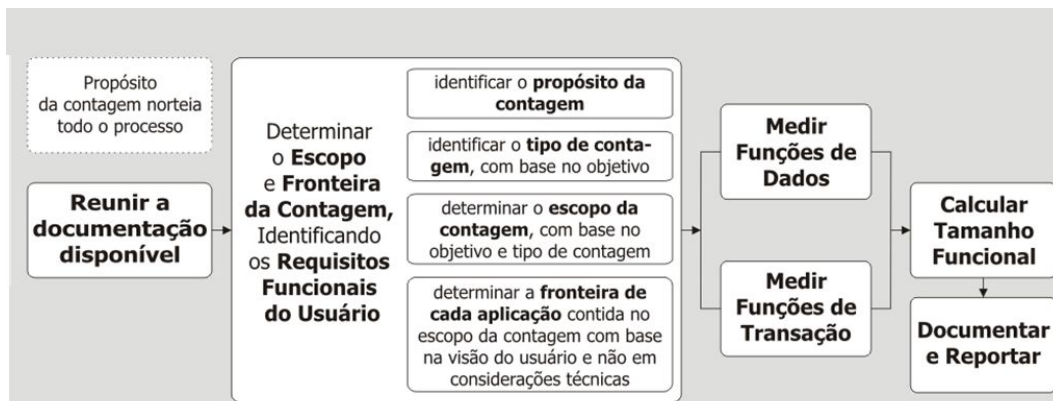 Propósito
da contagem norteia
todo o processo
Reunir a
documentação
disponível
Determinar
o Escopo
e Fronteira
da Contagem,
Identificando
os Requisitos
Funcionais
do Usuário
identificar o propósito da
contagem
identificar o tipo de conta-
gem, com base no objetivo
determinar o escopo da
contagem, com base no
objetivo e tipo de contagem
determinar a fronteira de
cada aplicação contida no
escopo da contagem com base
na visão do usuário e não em
considerações técnicas
Medir
Funções de
Dados
Medir
Funções de
Transação
Calcular
Tamanho
Funcional
Documentar
e Reportar